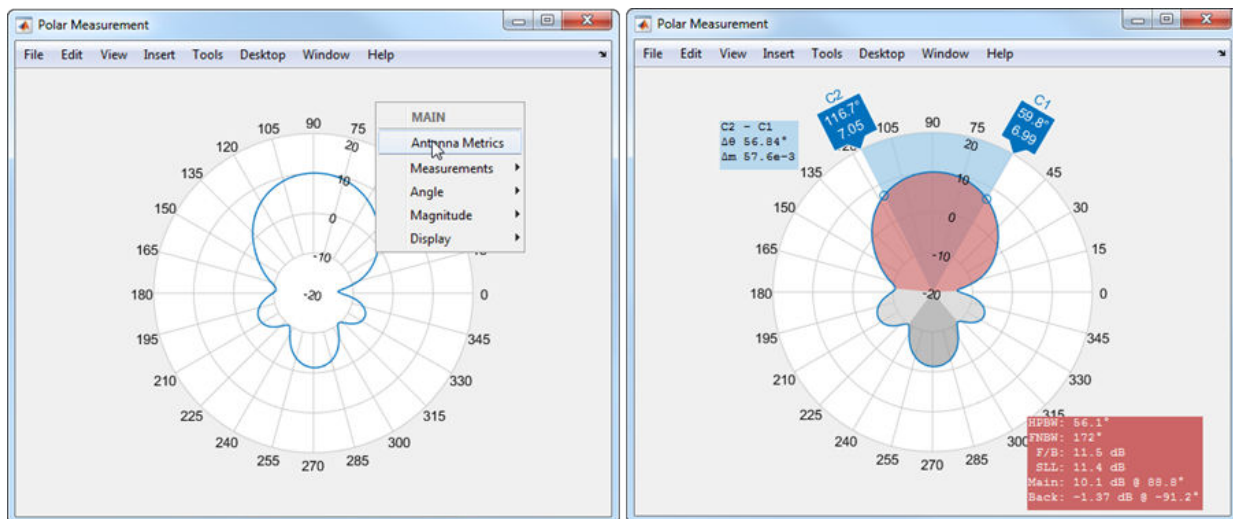 Polar Measurement
File Edit View Insert Tools Desktop Window Help
MAIN
Antenna Metrics
Measurements
Angle
Magnitude
Display
90
75
105
120
135
150
165
180
195
210
225
240
255
270
285
300
315
330
345
0
20
10
0
-10
-20
Polar Measurement
File Edit View Insert Tools Desktop Window Help
C2
116.7°
7.05
C1
59.8°
6.99
C2 - C1
Δθ 56.84°
Δm 57.6e-3
90
75
105
135
150
165
180
195
210
225
240
255
270
285
315
330
345
0
15
30
45
20
10
0
-10
-20
HPBW: 56.1°
FNBW: 172°
F/B: 11.5 dB
SLL: 11.4 dB
Main: 10.1 dB @ 88.8°
Back: -1.37 dB @ -91.2°